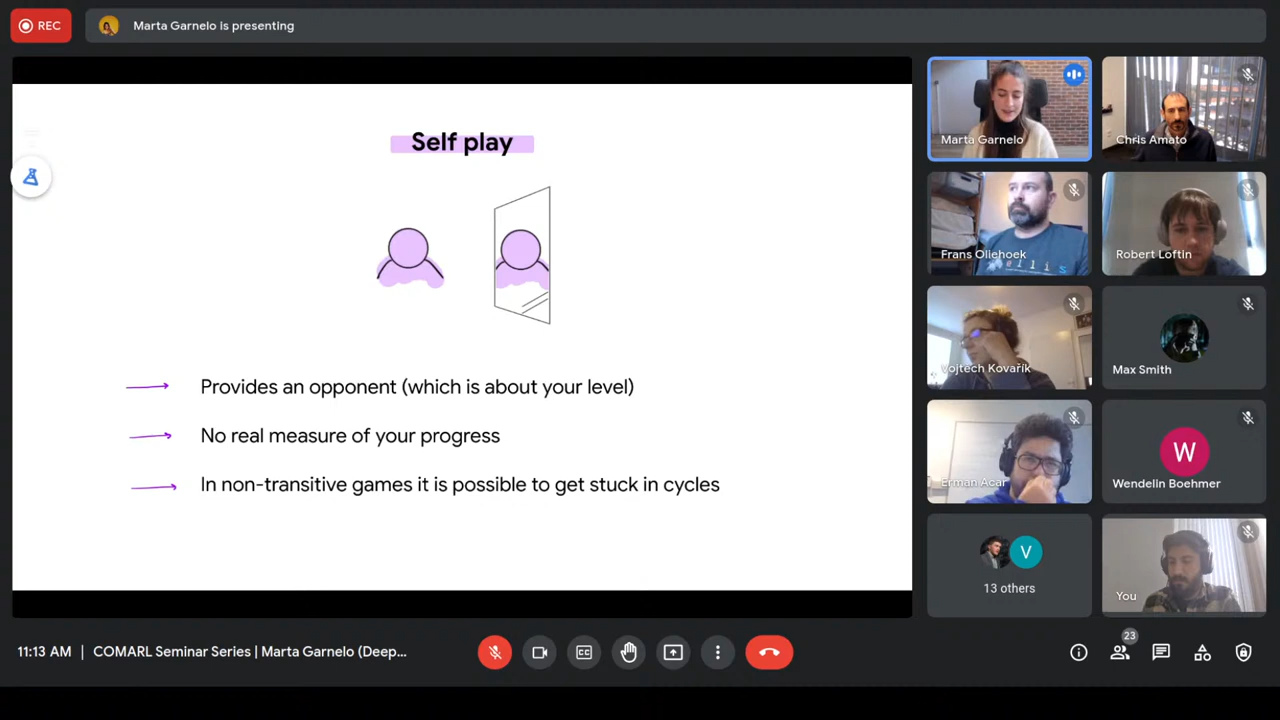 REC
Marta Garnelo is presenting
Self play
Provides an opponent (which is about your level)
No real measure of your progress
In non-transitive games it is possible to get stuck in cycles
Marta Garnelo
Chris Amato
Frans Oliehoek
e l l i s
Robert Loftin
Vojtech Kovařík
Max Smith
Erman Acar
W
Wendelin Boehmer
V
13 others
You
11:13 AM | COMARL Seminar Series | Marta Garnelo (Deep...
CC
23